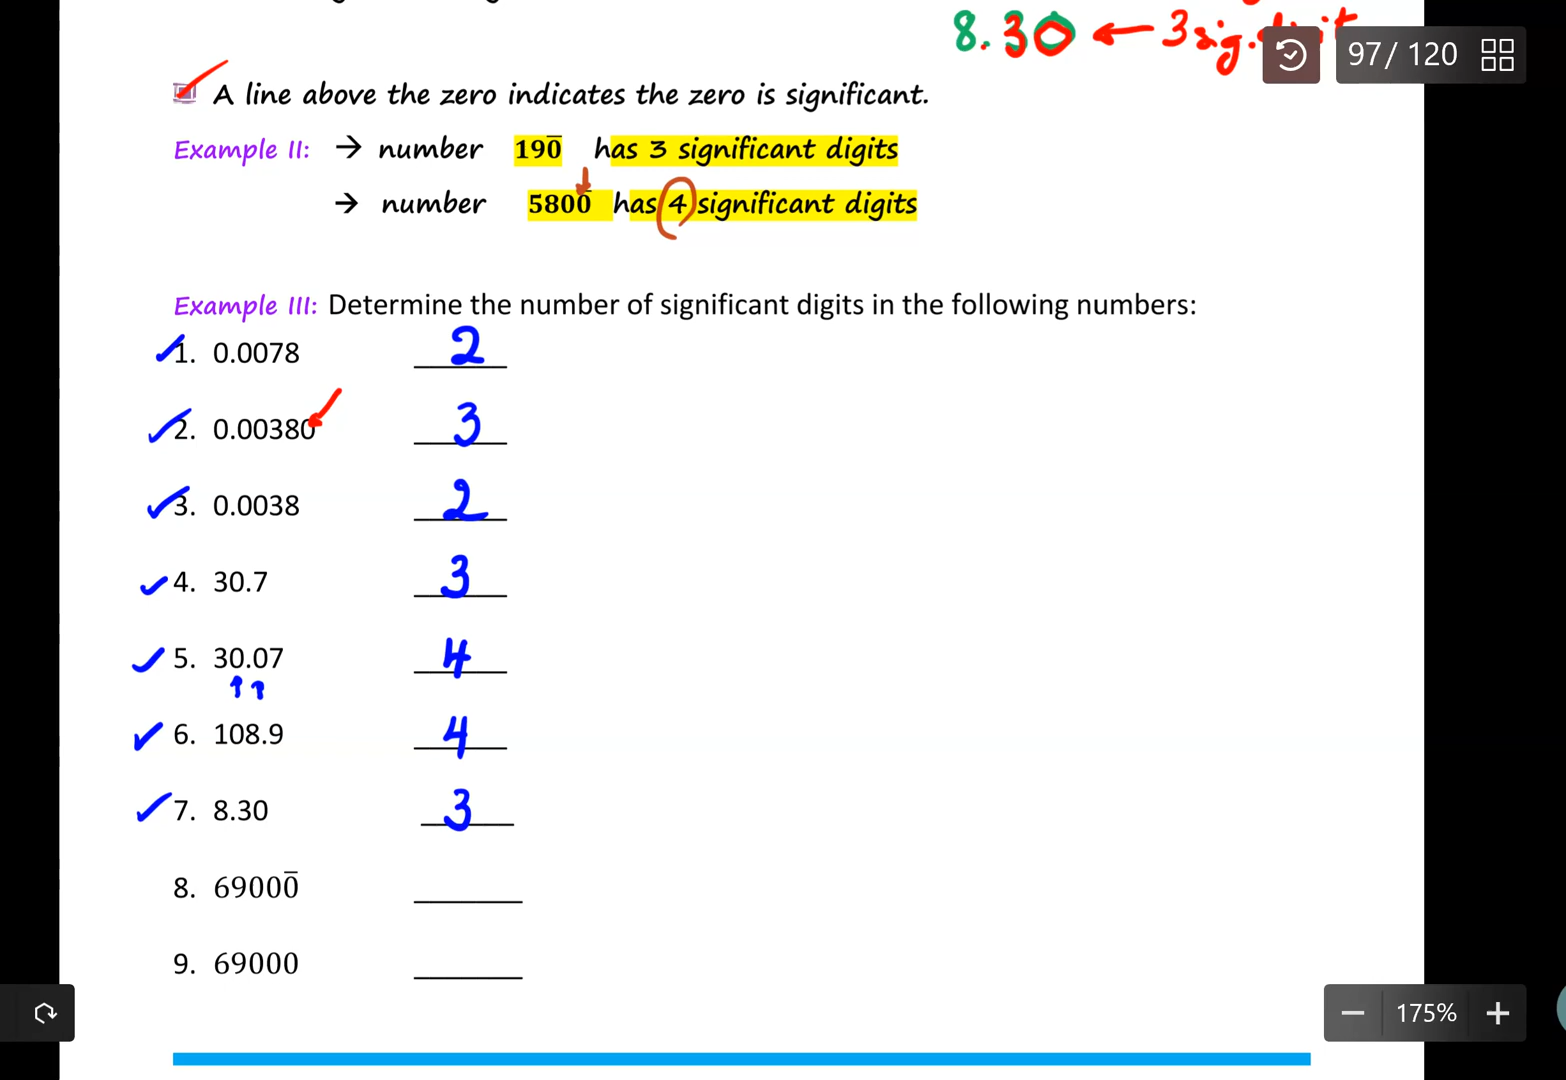 8.30 ← 3 sig.
97/ 120
A line above the zero indicates the zero is significant.
Example II: → number 190̅ has 3 significant digits
→ number 5800̅ has 4 significant digits
Example III: Determine the number of significant digits in the following numbers:
1. 0.0078 2
2. 0.00380 3
3. 0.0038 2
4. 30.7 3
5. 30.07 4
6. 108.9 4
7. 8.30 3
8. 69000̅ ________
9. 69000 ________
175%